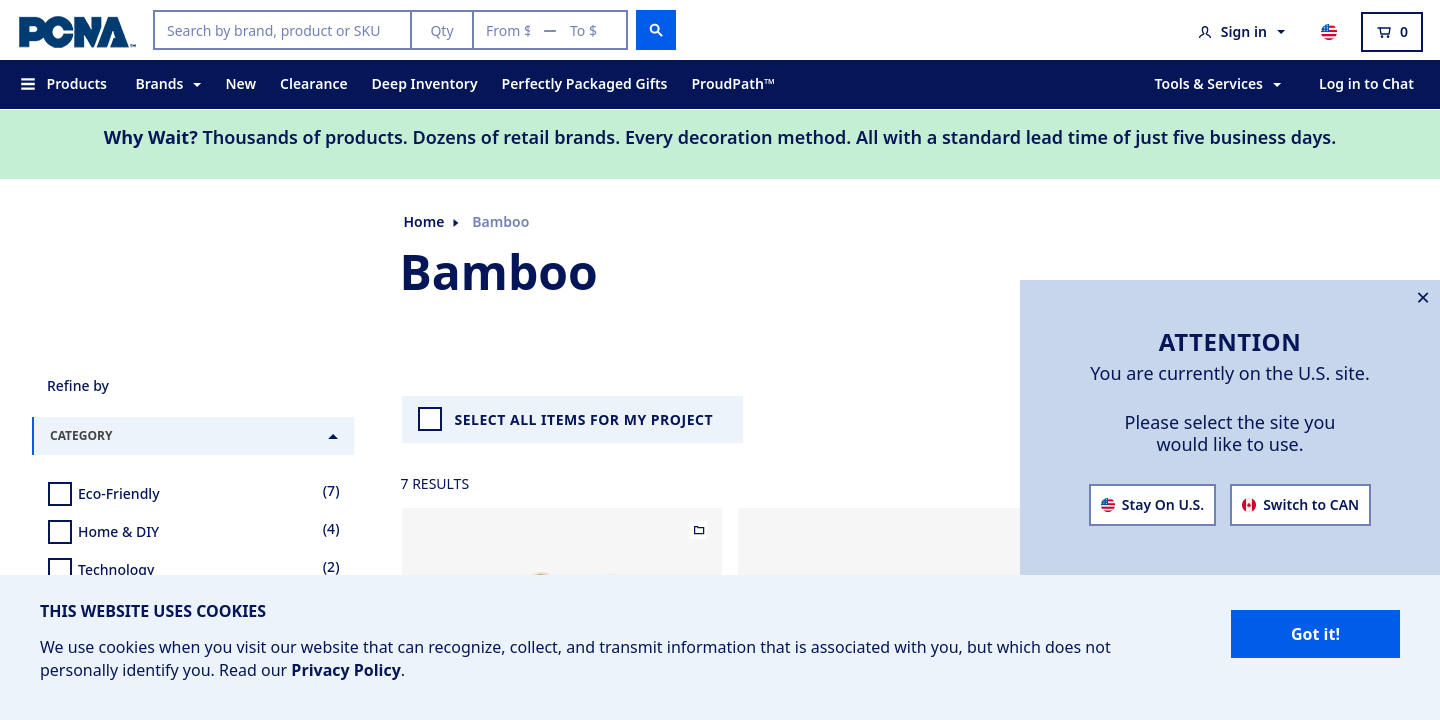 PCNA™
Search by brand, product or SKU
Qty
From $ — To $
Sign in
0
Products
Brands
New
Clearance
Deep Inventory
Perfectly Packaged Gifts
ProudPath™
Tools & Services
Log in to Chat
Why Wait? Thousands of products. Dozens of retail brands. Every decoration method. All with a standard lead time of just five business days.
Home
Bamboo
Bamboo
ATTENTION
You are currently on the U.S. site.
Please select the site you
would like to use.
Stay On U.S.
Switch to CAN
Refine by
CATEGORY
SELECT ALL ITEMS FOR MY PROJECT
7 RESULTS
Eco-Friendly (7)
Home & DIY (4)
Technology (2)
THIS WEBSITE USES COOKIES
We use cookies when you visit our website that can recognize, collect, and transmit information that is associated with you, but which does not
personally identify you. Read our Privacy Policy.
Got it!